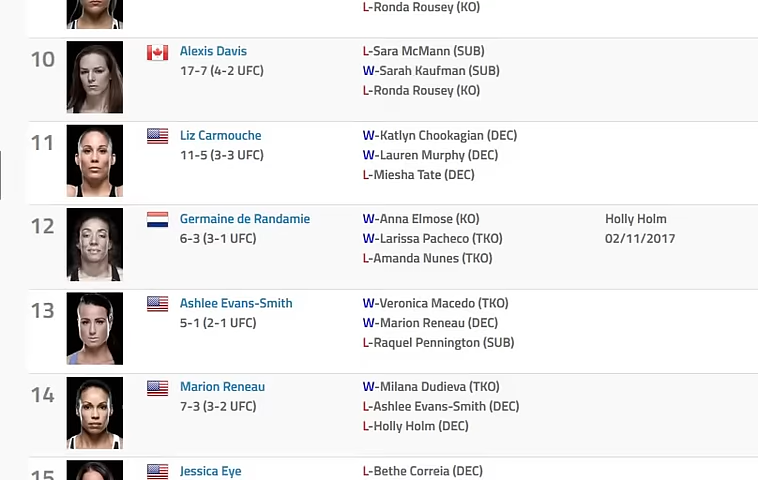 L-Ronda Rousey (KO)
10
Alexis Davis
17-7 (4-2 UFC)
L-Sara McMann (SUB)
W-Sarah Kaufman (SUB)
L-Ronda Rousey (KO)
11
Liz Carmouche
11-5 (3-3 UFC)
W-Katlyn Chookagian (DEC)
W-Lauren Murphy (DEC)
L-Miesha Tate (DEC)
12
Germaine de Randamie
6-3 (3-1 UFC)
W-Anna Elmose (KO)
W-Larissa Pacheco (TKO)
L-Amanda Nunes (TKO)
Holly Holm
02/11/2017
13
Ashlee Evans-Smith
5-1 (2-1 UFC)
W-Veronica Macedo (TKO)
W-Marion Reneau (DEC)
L-Raquel Pennington (SUB)
14
Marion Reneau
7-3 (3-2 UFC)
W-Milana Dudieva (TKO)
L-Ashlee Evans-Smith (DEC)
L-Holly Holm (DEC)
15
Jessica Eye
L-Bethe Correia (DEC)